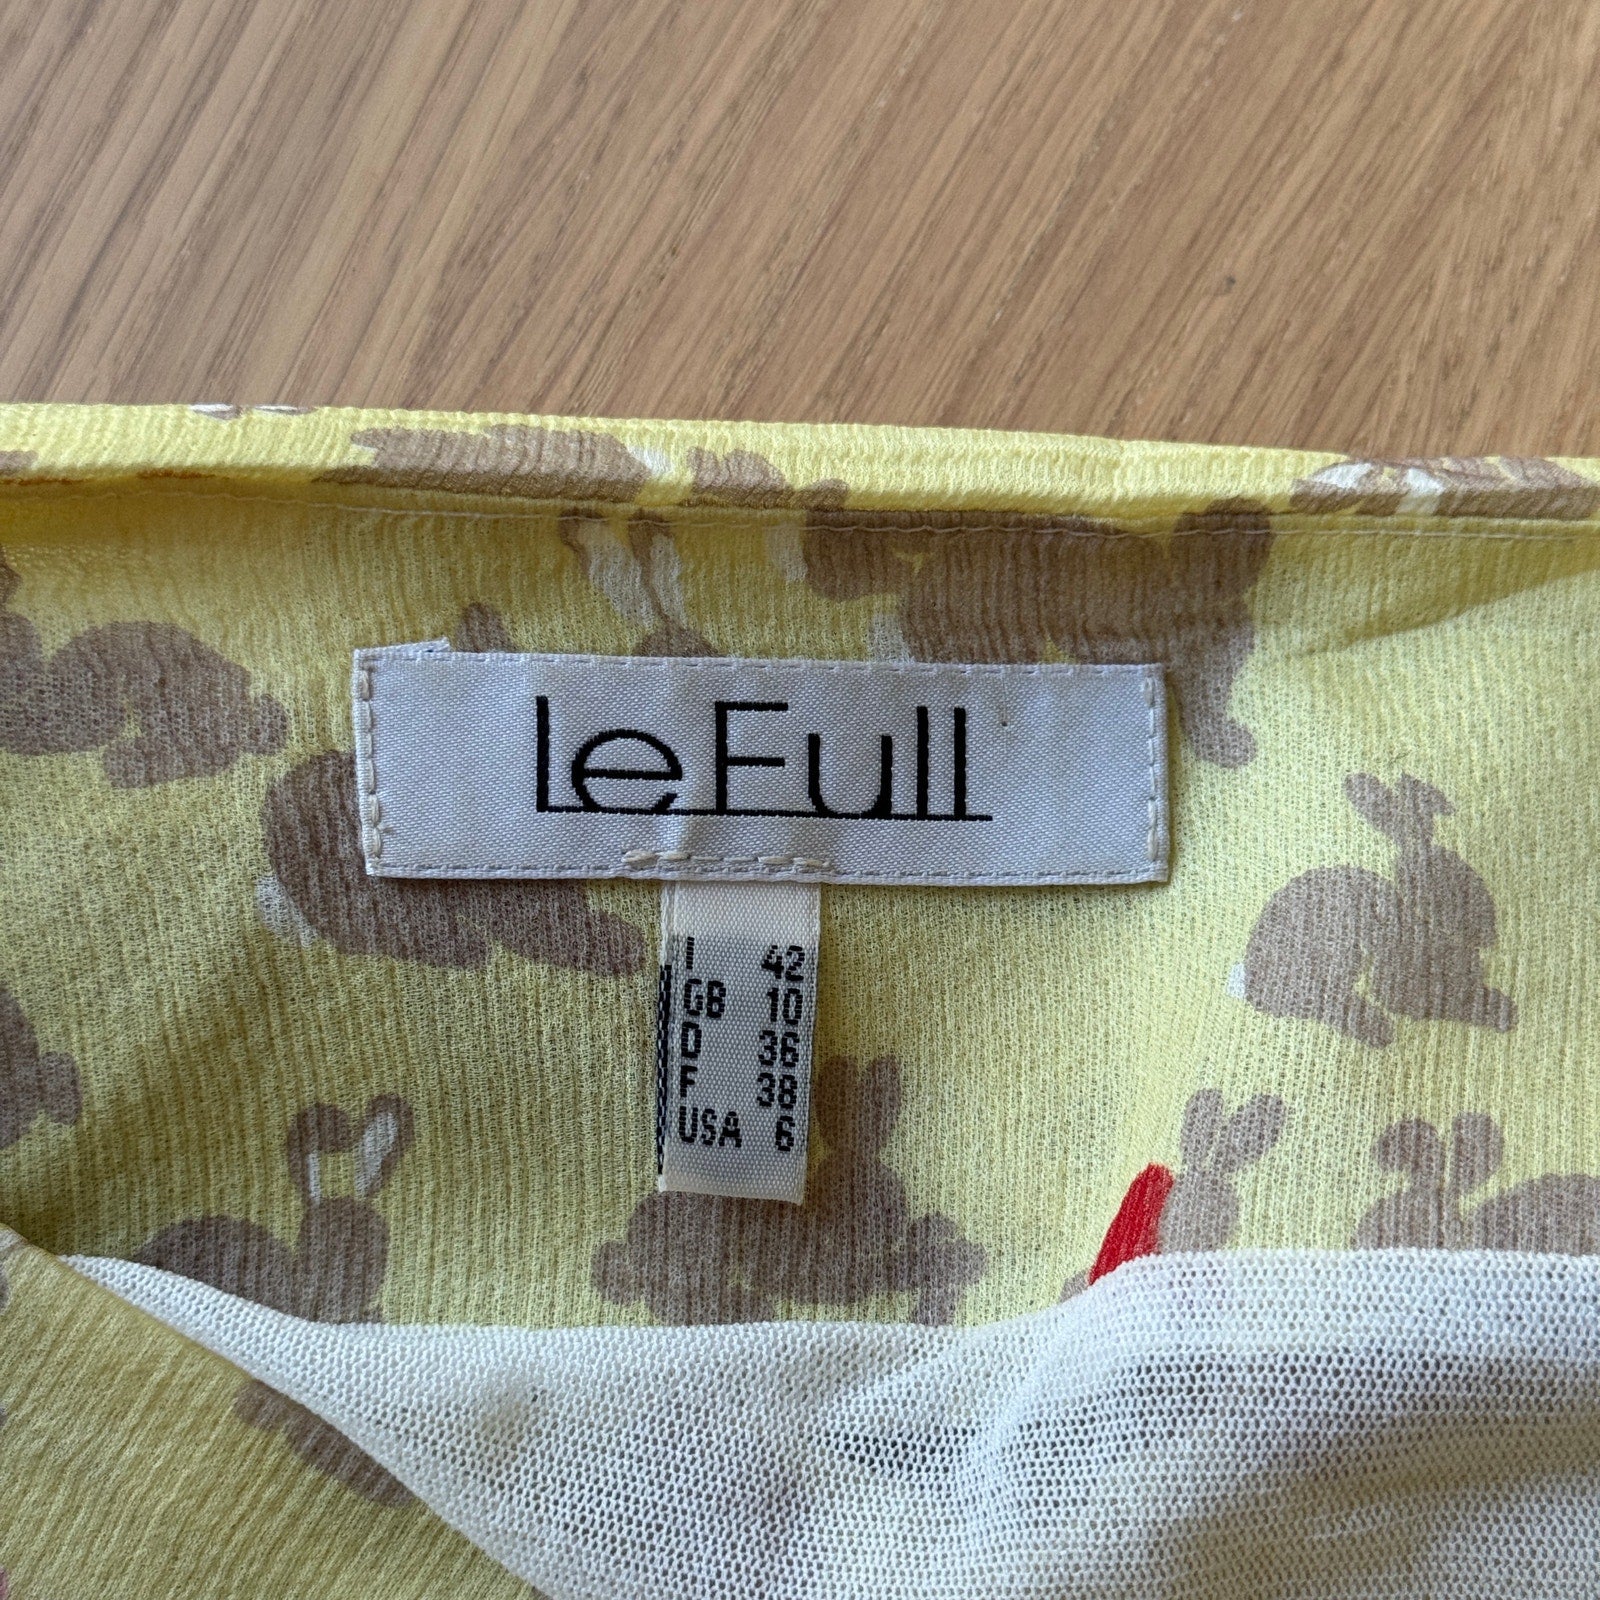 le Full
I 42
GB 10
D 36
F 38
USA 6